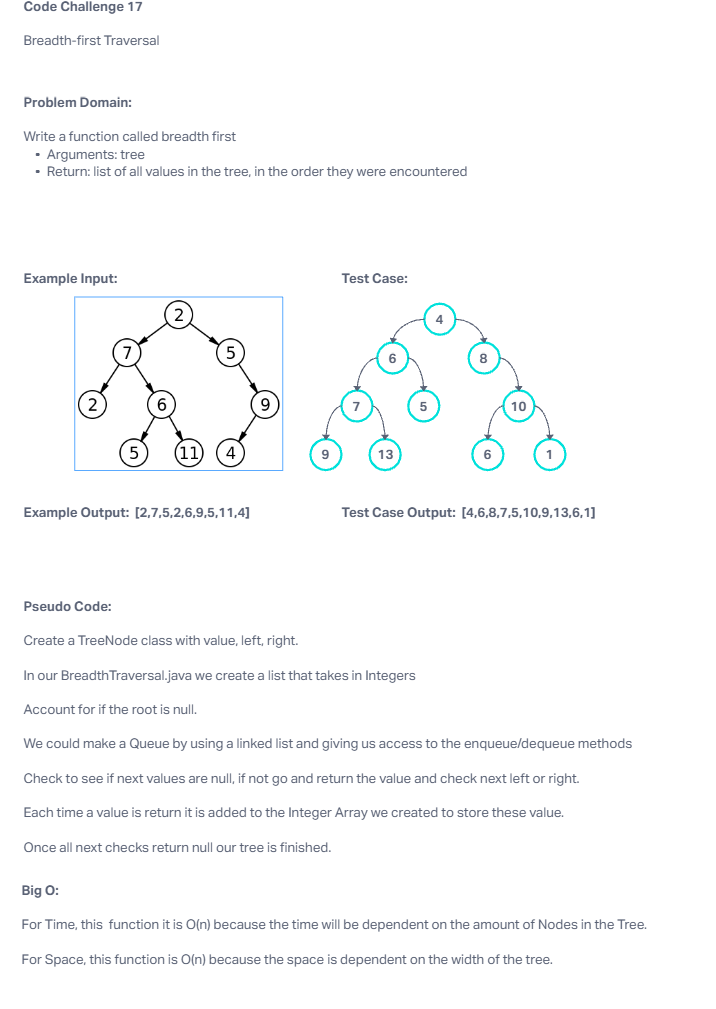 Code Challenge 17
Breadth-first Traversal
Problem Domain:
Write a function called breadth first
• Arguments: tree
• Return: list of all values in the tree, in the order they were encountered
Example Input:
2
7
5
2
6
9
5
11
4
Test Case:
4
6
8
7
5
10
9
13
6
1
Example Output: [2,7,5,2,6,9,5,11,4]
Test Case Output: [4,6,8,7,5,10,9,13,6,1]
Pseudo Code:
Create a TreeNode class with value, left, right.
In our BreadthTraversal.java we create a list that takes in Integers
Account for if the root is null.
We could make a Queue by using a linked list and giving us access to the enqueue/dequeue methods
Check to see if next values are null, if not go and return the value and check next left or right.
Each time a value is return it is added to the Integer Array we created to store these value.
Once all next checks return null our tree is finished.
Big O:
For Time, this function it is O(n) because the time will be dependent on the amount of Nodes in the Tree.
For Space, this function is O(n) because the space is dependent on the width of the tree.